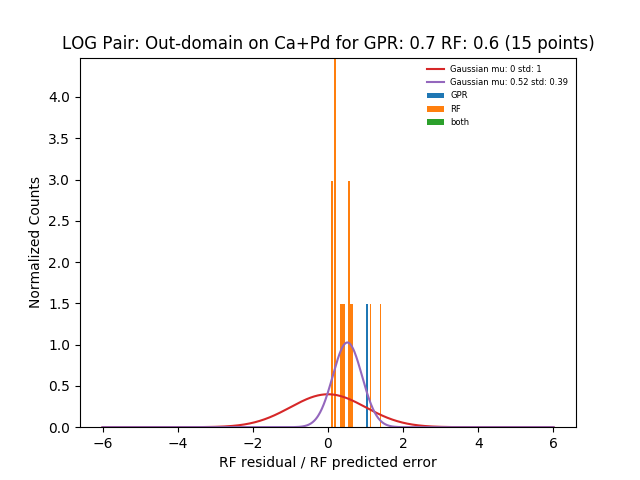 LOG Pair: Out-domain on Ca+Pd for GPR: 0.7 RF: 0.6 (15 points)
Gaussian mu: 0 std: 1
Gaussian mu: 0.52 std: 0.39
GPR
RF
both
Normalized Counts
4.0
3.5
3.0
2.5
2.0
1.5
1.0
0.5
0.0
−6
−4
−2
0
2
4
6
RF residual / RF predicted error